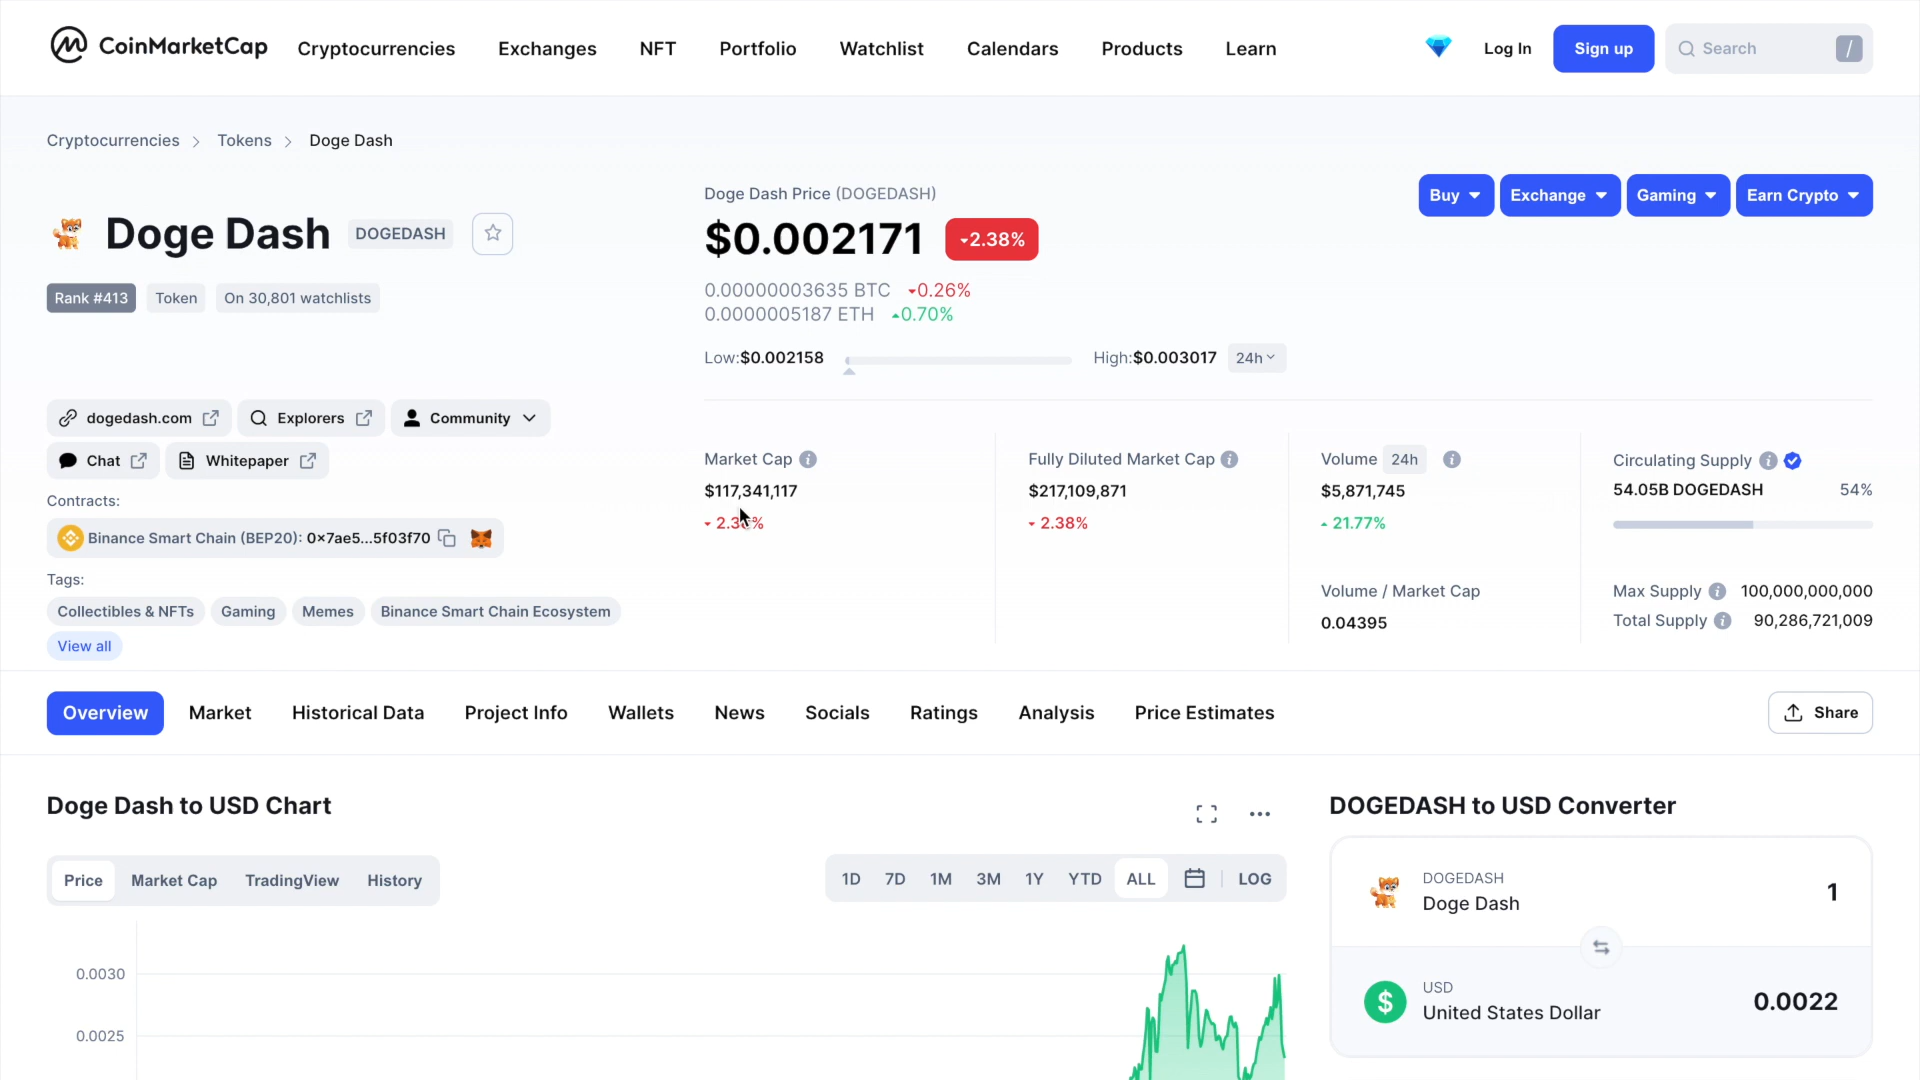 CoinMarketCap Cryptocurrencies Exchanges NFT Portfolio Watchlist Calendars Products Learn Log In Sign up Search /
Cryptocurrencies > Tokens > Doge Dash
Doge Dash DOGEDASH
Rank #413 Token On 30,801 watchlists
dogedash.com Explorers Community
Chat Whitepaper
Contracts:
Binance Smart Chain (BEP20): 0x7ae5...5f03f70
Tags:
Collectibles & NFTs Gaming Memes Binance Smart Chain Ecosystem
View all
Doge Dash Price (DOGEDASH)
$0.002171 2.38%
0.00000003635 BTC 0.26%
0.0000005187 ETH 0.70%
Low:$0.002158 High:$0.003017 24h
Buy Exchange Gaming Earn Crypto
Market Cap
$117,341,117
Fully Diluted Market Cap
$217,109,871
2.38%
Volume 24h
$5,871,745
21.77%
Volume / Market Cap
0.04395
Circulating Supply
54.05B DOGEDASH 54%
Max Supply 100,000,000,000
Total Supply 90,286,721,009
Overview Market Historical Data Project Info Wallets News Socials Ratings Analysis Price Estimates Share
Doge Dash to USD Chart
Price Market Cap TradingView History 1D 7D 1M 3M 1Y YTD ALL LOG
0.0030
0.0025
DOGEDASH to USD Converter
DOGEDASH
Doge Dash 1
USD
United States Dollar 0.0022